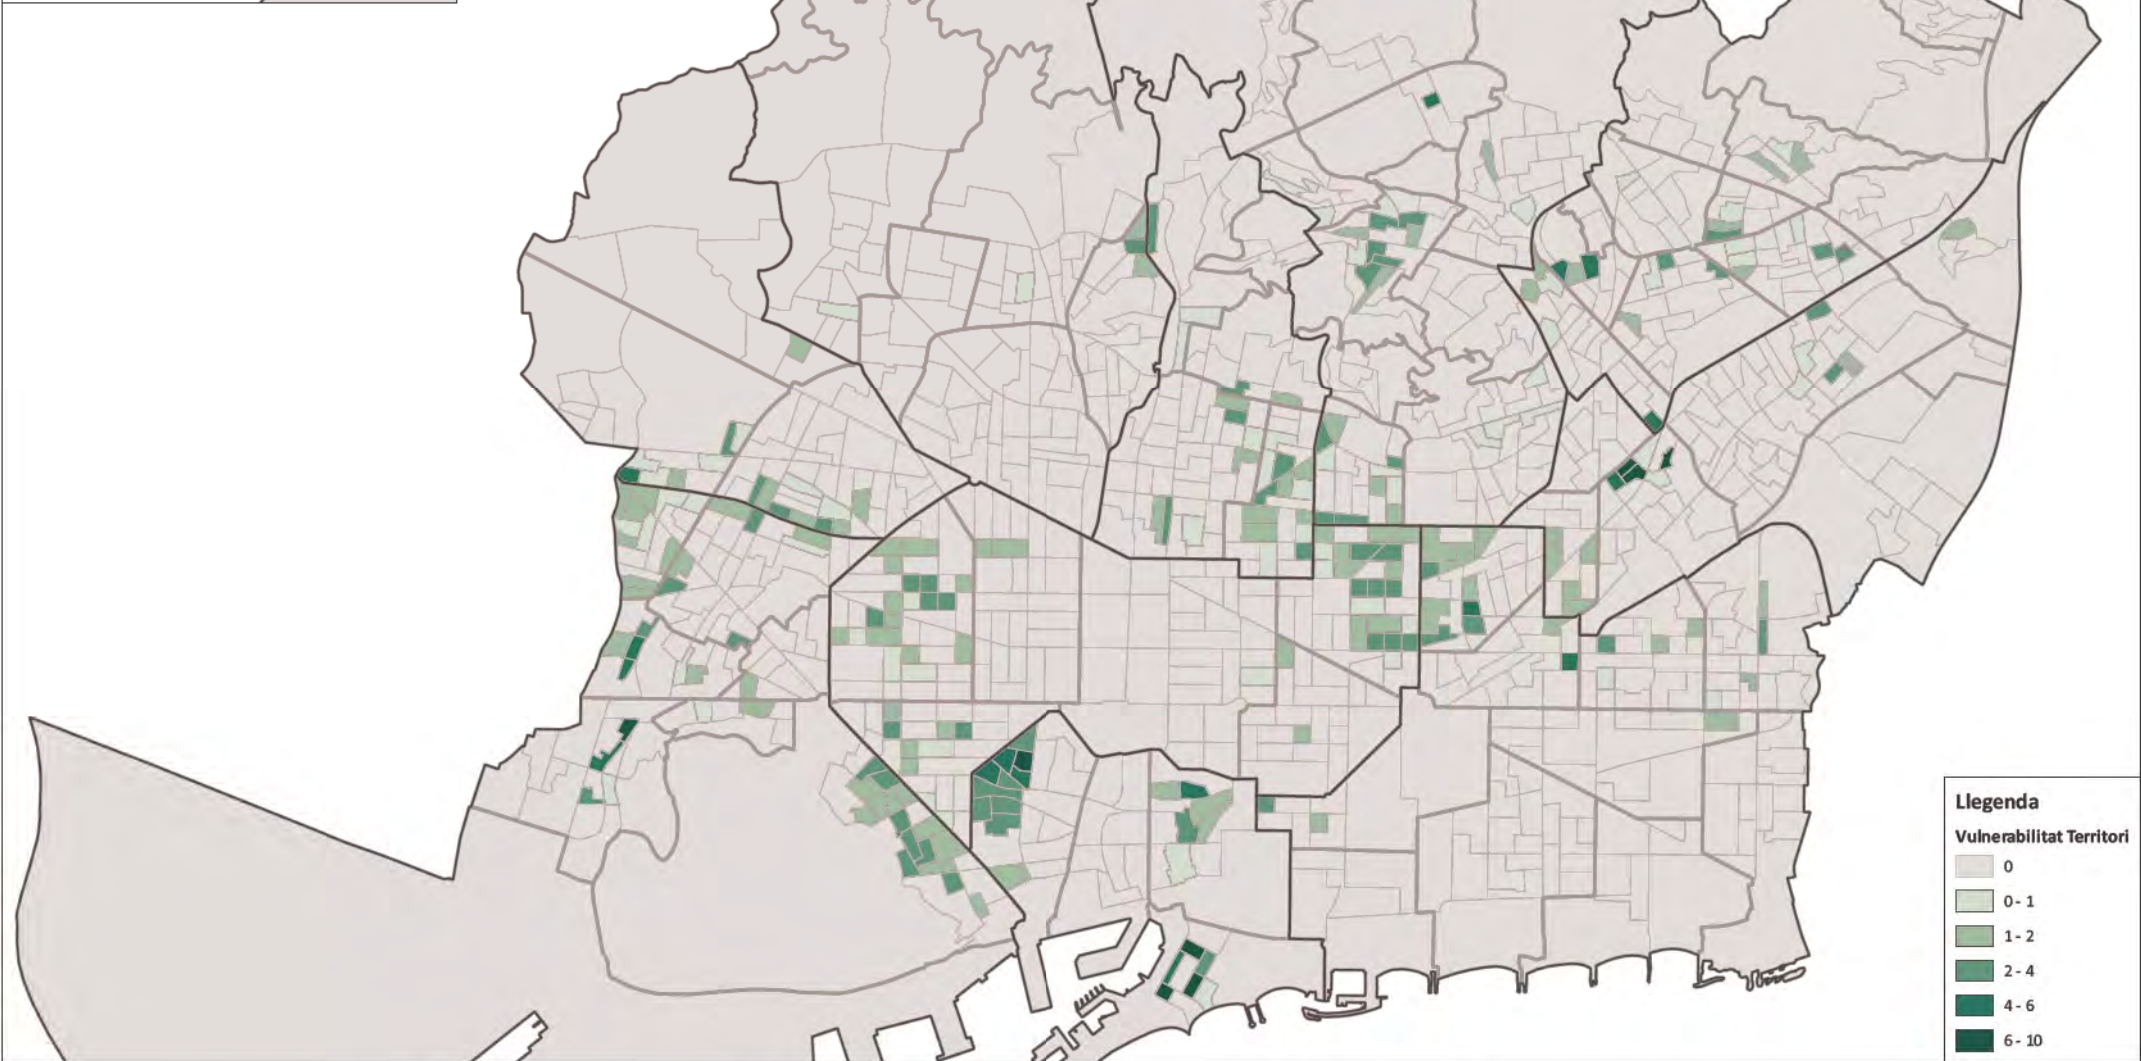 Llegenda
Vulnerabilitat Territori
0
0 - 1
1 - 2
2 - 4
4 - 6
6 - 10